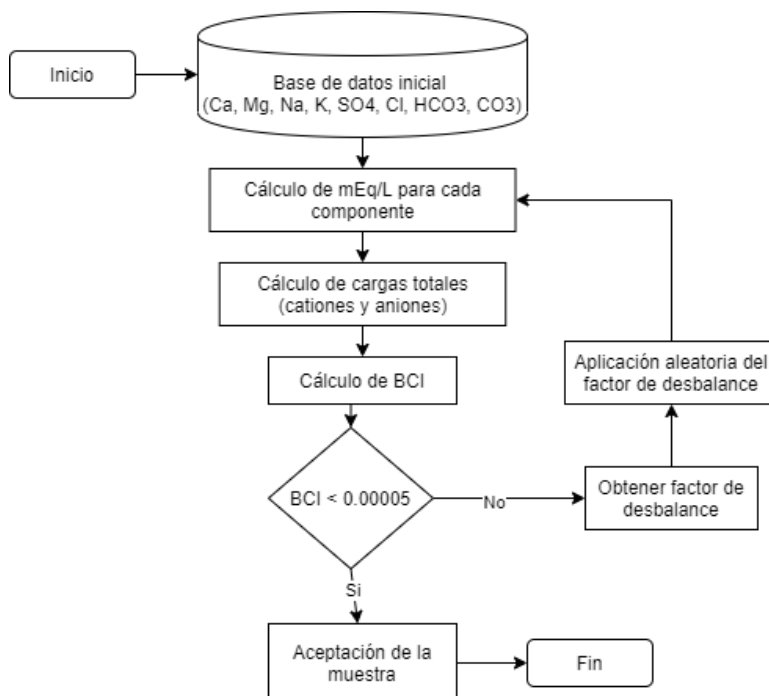 Inicio
Base de datos inicial
(Ca, Mg, Na, K, SO4, Cl, HCO3, CO3)
Cálculo de mEq/L para cada
componente
Cálculo de cargas totales
(cationes y aniones)
Cálculo de BCI
Aplicación aleatoria del
factor de desbalance
BCI < 0.00005
No
Obtener factor de
desbalance
Si
Aceptación de la
muestra
Fin